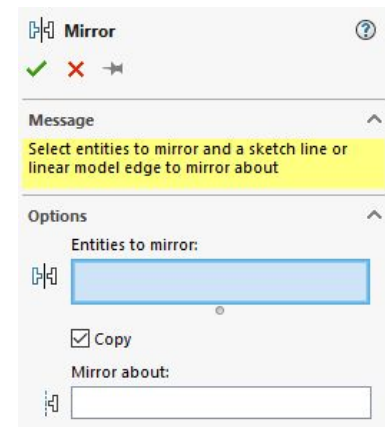 Mirror
Message
Select entities to mirror and a sketch line or
linear model edge to mirror about
Options
Entities to mirror:
Copy
Mirror about: